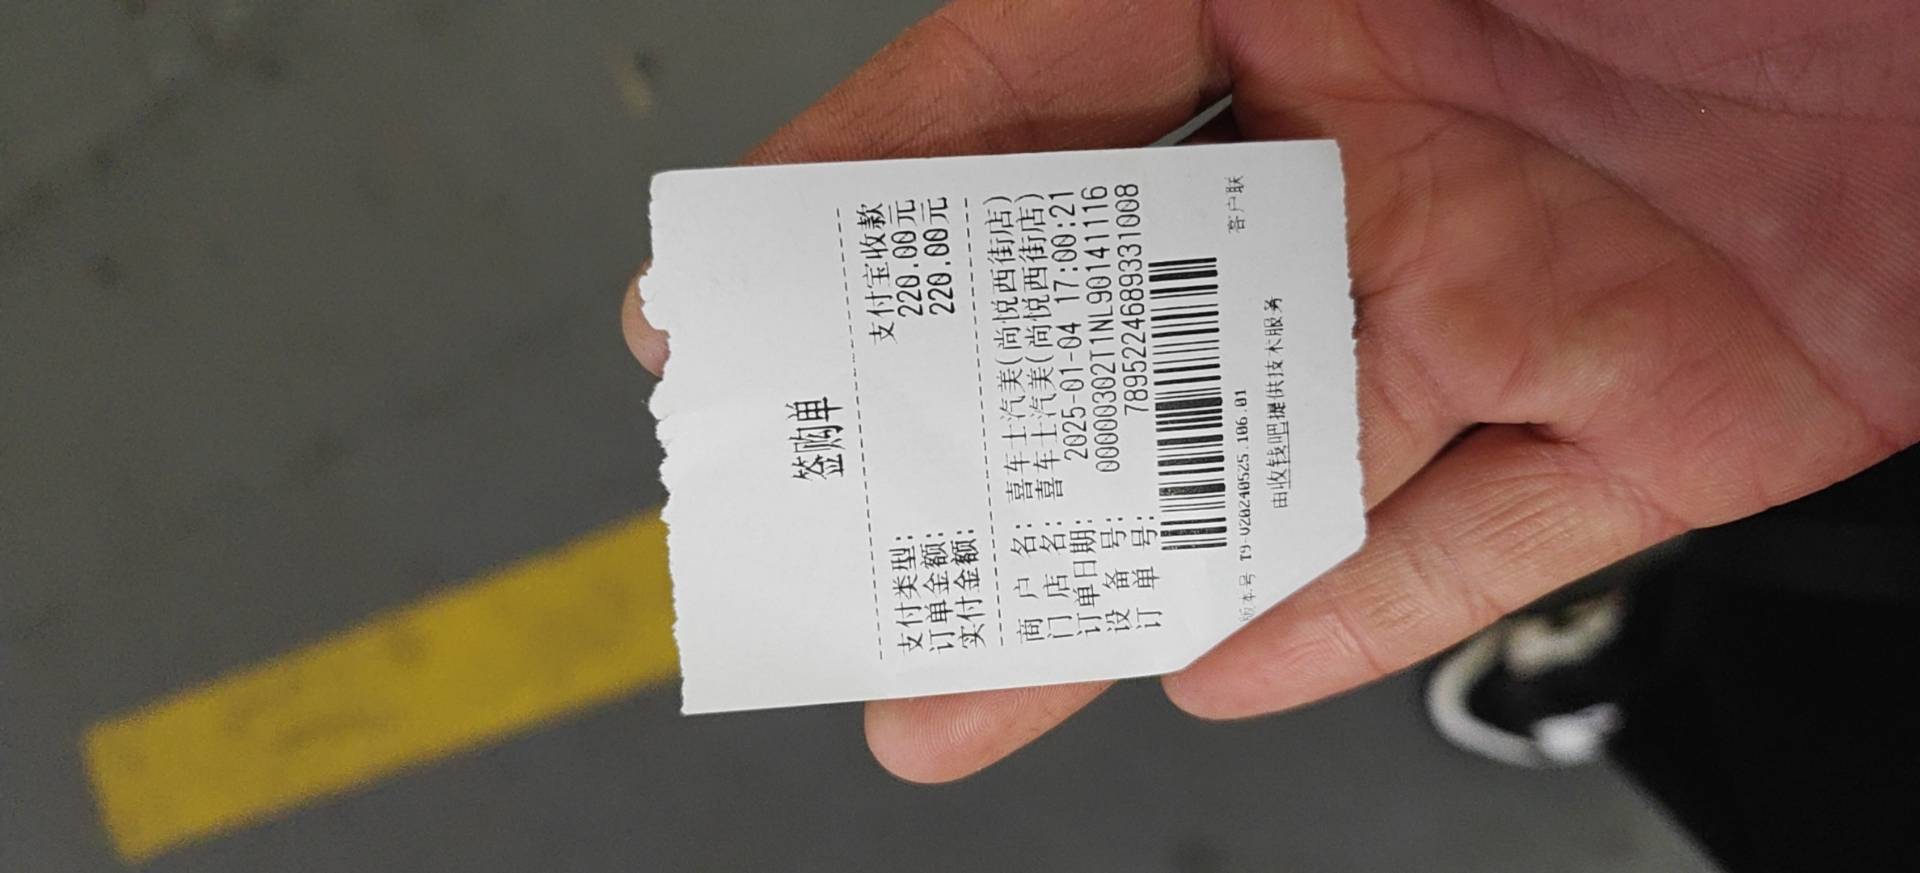 签购单
支付类型: 支付宝收款
订单金额: 220.00元
实付金额: 220.00元
商户名: 喜车士汽美(尚悦西街店)
门店名: 喜车士汽美(尚悦西街店)
订单日期: 2025-01-04 17:00:21
设备号: 00000302T1NL90141116
订单号: 7895224689331008
版本号 T9-V20240525.106.01
由收钱吧提供技术服务
客户联